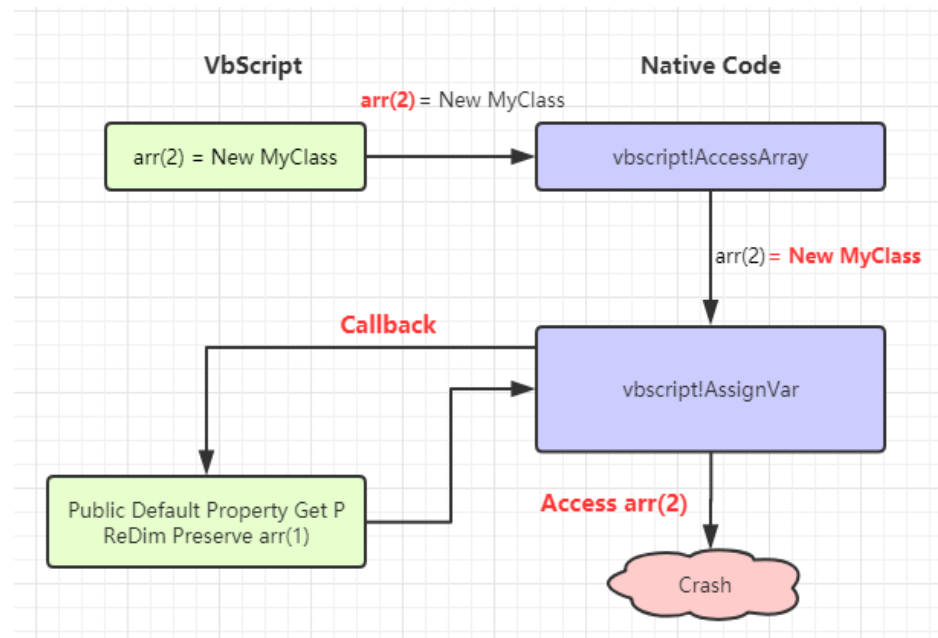 VbScript
Native Code
arr(2) = New MyClass
arr(2) = New MyClass
vbscript!AccessArray
arr(2) = New MyClass
Callback
vbscript!AssignVar
Public Default Property Get P
ReDim Preserve arr(1)
Access arr(2)
Crash